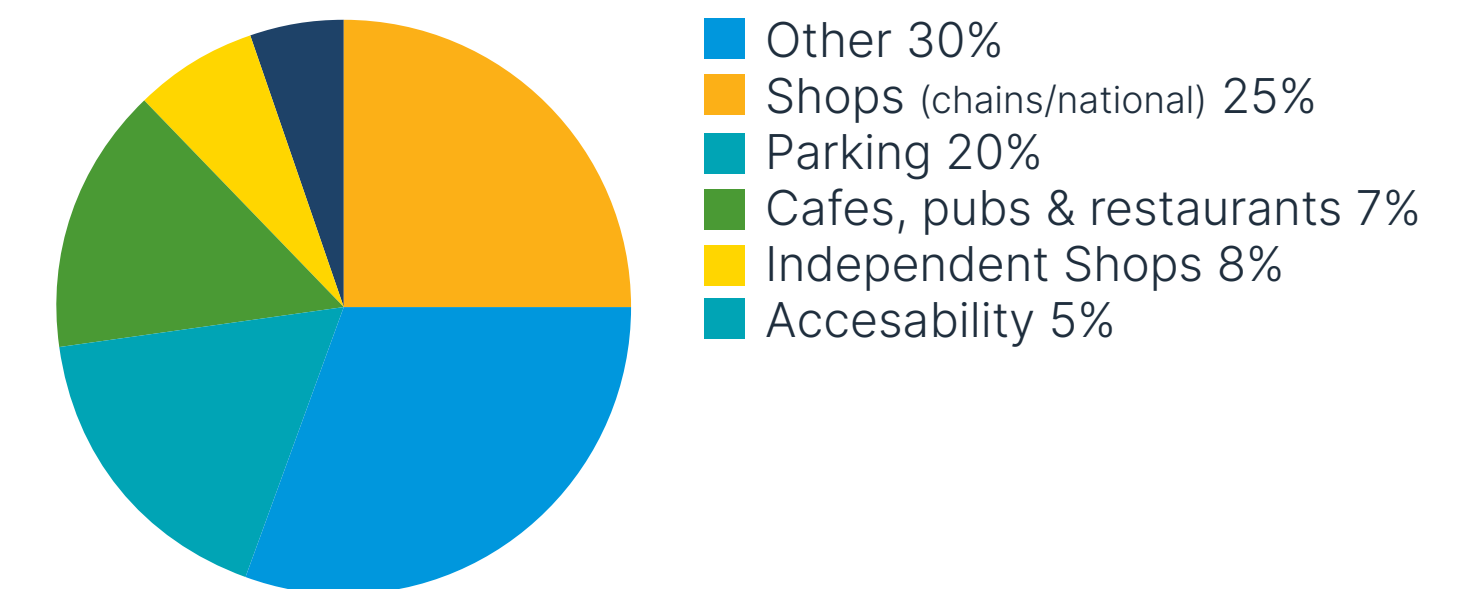 Other 30%
Shops (chains/national) 25%
Parking 20%
Cafes, pubs & restaurants 7%
Independent Shops 8%
Accesability 5%